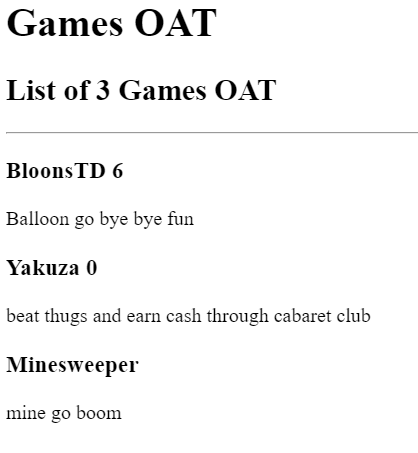 Games OAT
List of 3 Games OAT
BloonsTD 6
Balloon go bye bye fun
Yakuza 0
beat thugs and earn cash through cabaret club
Minesweeper
mine go boom